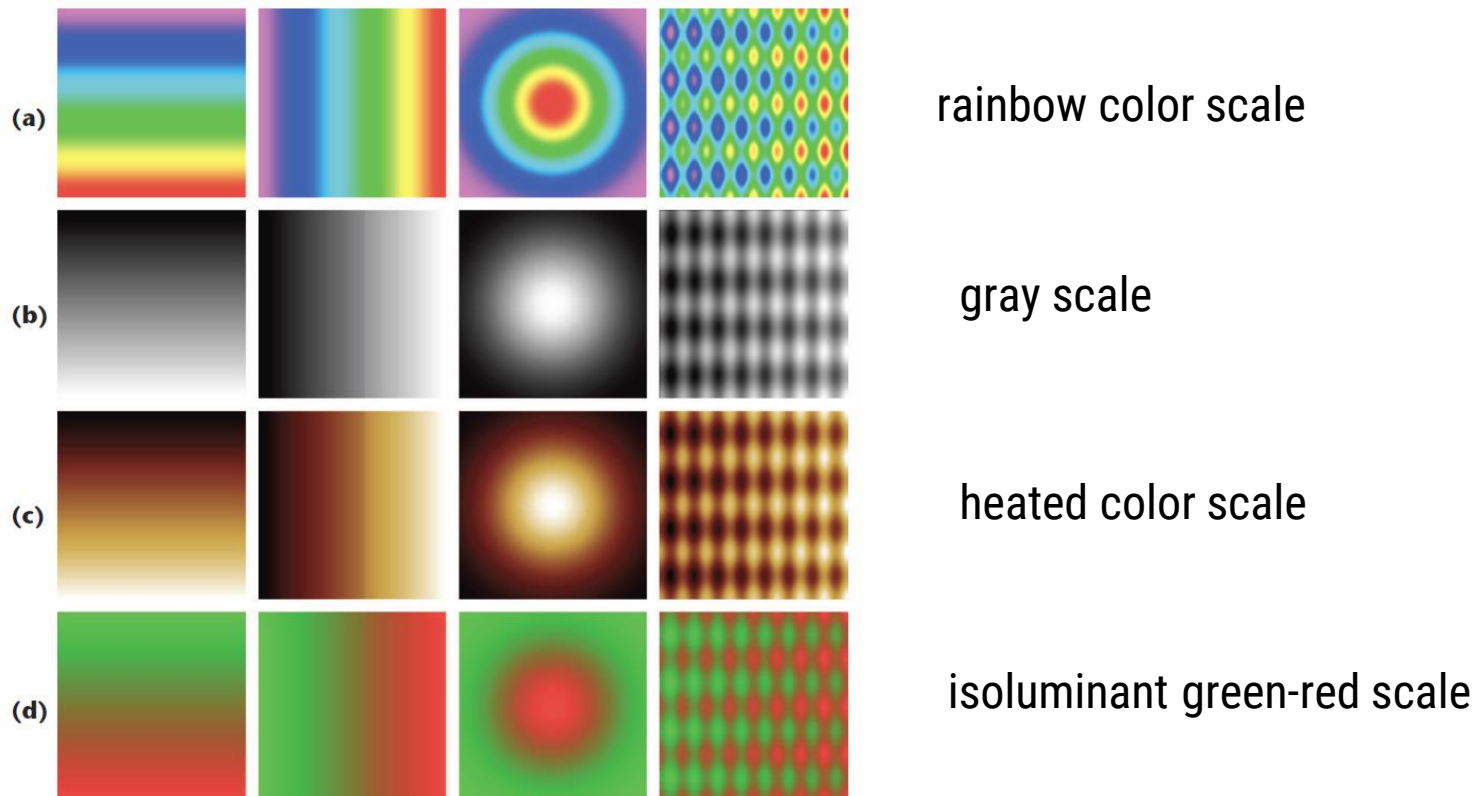 (a)
rainbow color scale
(b)
gray scale
(c)
heated color scale
(d)
isoluminant green-red scale